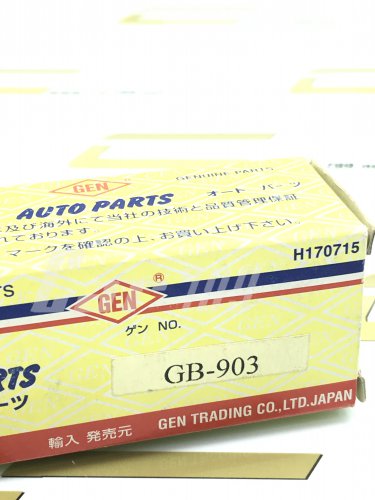 GEN ®
GENUINE PARTS
AUTO PARTS
オート パーツ
及び海外にて当社の技術と品質管理保証
れております。
マークを確認の上、お買い上げ下さい。
H170715
TS
GEN ®
ゲン NO.
GB-903
RTS
ーツ
輸入 発売元
GEN TRADING CO.,LTD.JAPAN